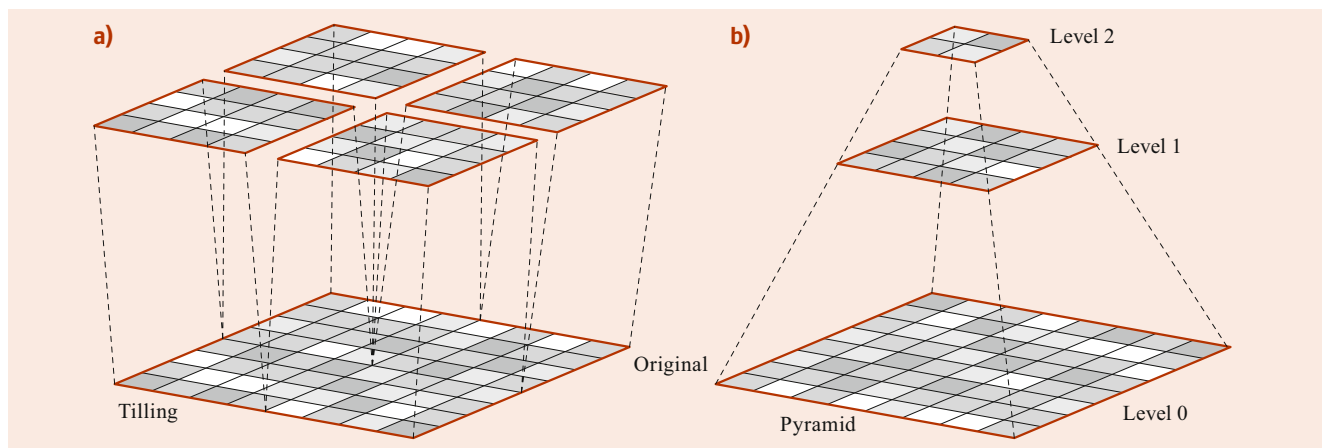 a)
Tilling
Original
b)
Level 2
Level 1
Level 0
Pyramid